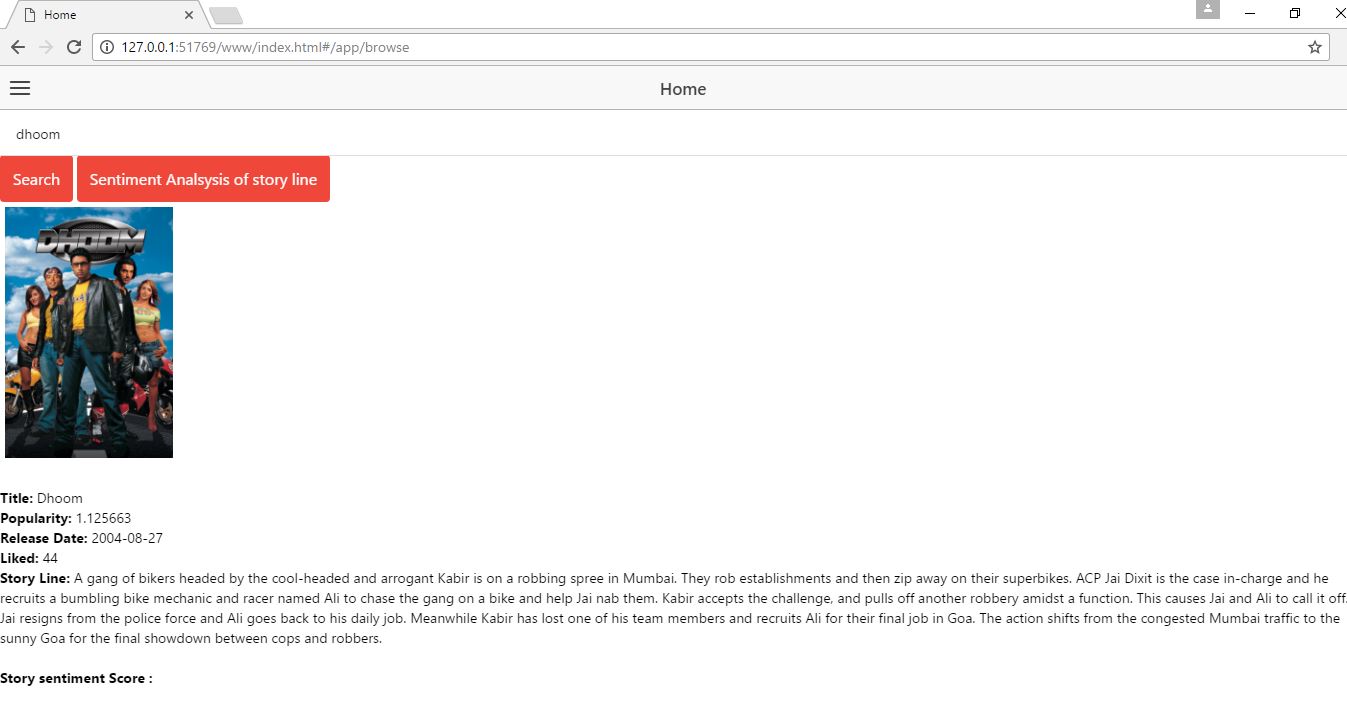 Home
127.0.0.1:51769/www/index.html#/app/browse
Home
dhoom
Search
Sentiment Analsysis of story line
DHOOM
Title: Dhoom
Popularity: 1.125663
Release Date: 2004-08-27
Liked: 44
Story Line: A gang of bikers headed by the cool-headed and arrogant Kabir is on a robbing spree in Mumbai. They rob establishments and then zip away on their superbikes. ACP Jai Dixit is the case in-charge and he
recruits a bumbling bike mechanic and racer named Ali to chase the gang on a bike and help Jai nab them. Kabir accepts the challenge, and pulls off another robbery amidst a function. This causes Jai and Ali to call it off.
Jai resigns from the police force and Ali goes back to his daily job. Meanwhile Kabir has lost one of his team members and recruits Ali for their final job in Goa. The action shifts from the congested Mumbai traffic to the
sunny Goa for the final showdown between cops and robbers.
Story sentiment Score :